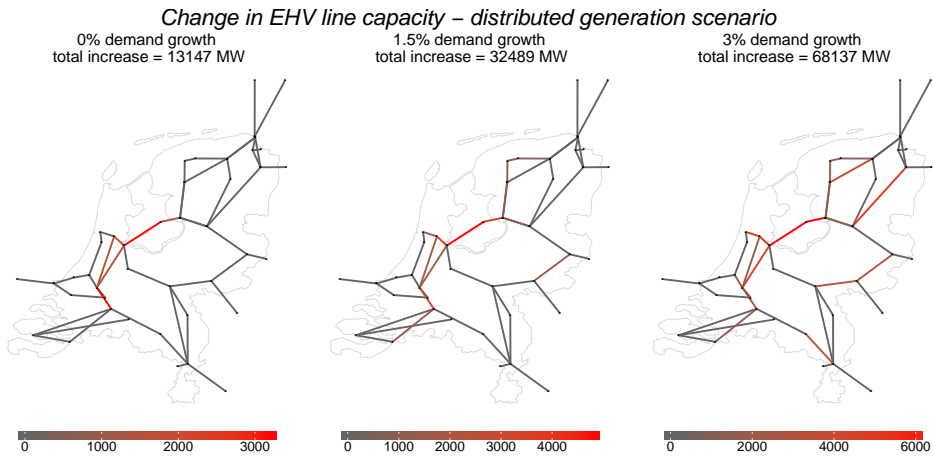 Change in EHV line capacity – distributed generation scenario
0% demand growth
total increase = 13147 MW
1.5% demand growth
total increase = 32489 MW
3% demand growth
total increase = 68137 MW
0 1000 2000 3000
0 1000 2000 3000 4000
0 2000 4000 6000